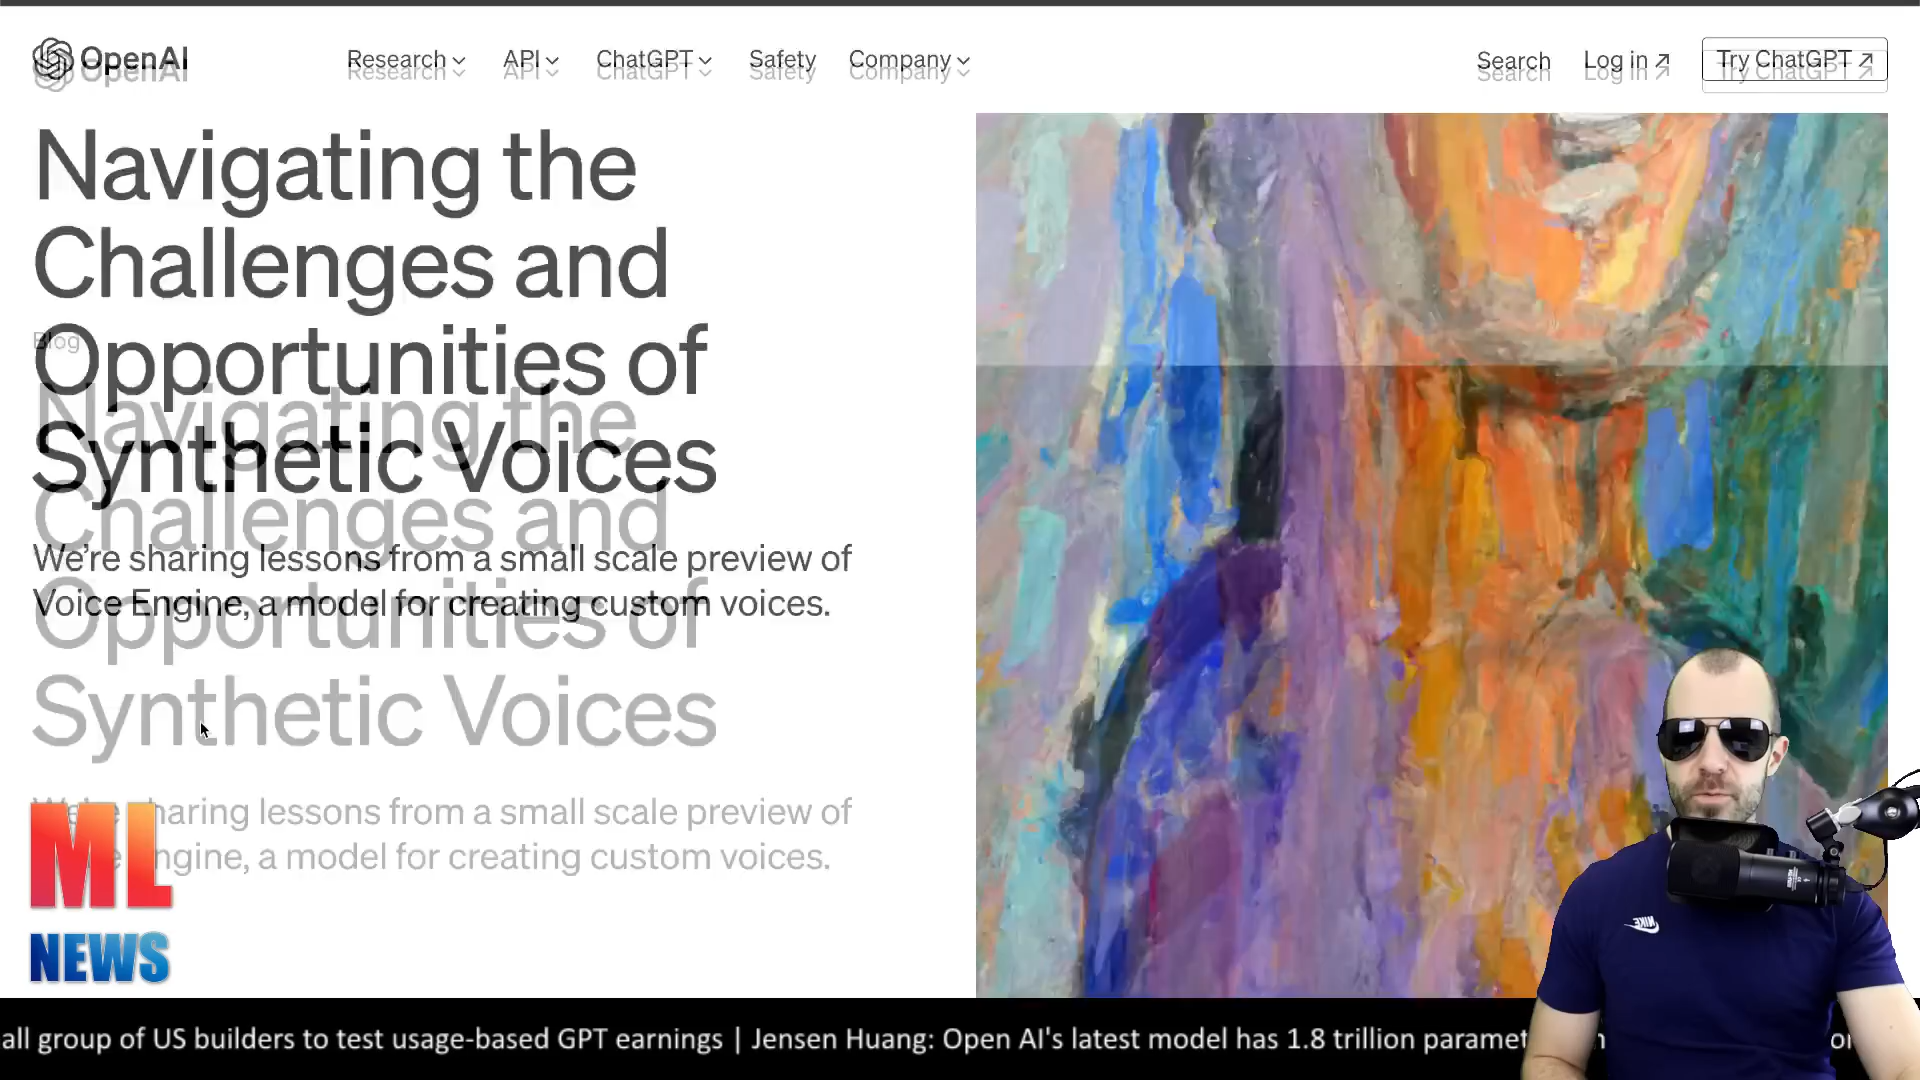 OpenAI
Research
API
ChatGPT
Safety
Company
Search
Log in ↗
Try ChatGPT ↗
Navigating the
Challenges and
Opportunities of
Synthetic Voices
We're sharing lessons from a small scale preview of
Voice Engine, a model for creating custom voices.
Blog
Navigating the
Challenges and
Opportunities of
Synthetic Voices
sharing lessons from a small scale preview of
Engine, a model for creating custom voices.
ML
NEWS
NIKE
all group of US builders to test usage-based GPT earnings | Jensen Huang: Open AI's latest model has 1.8 trillion paramet